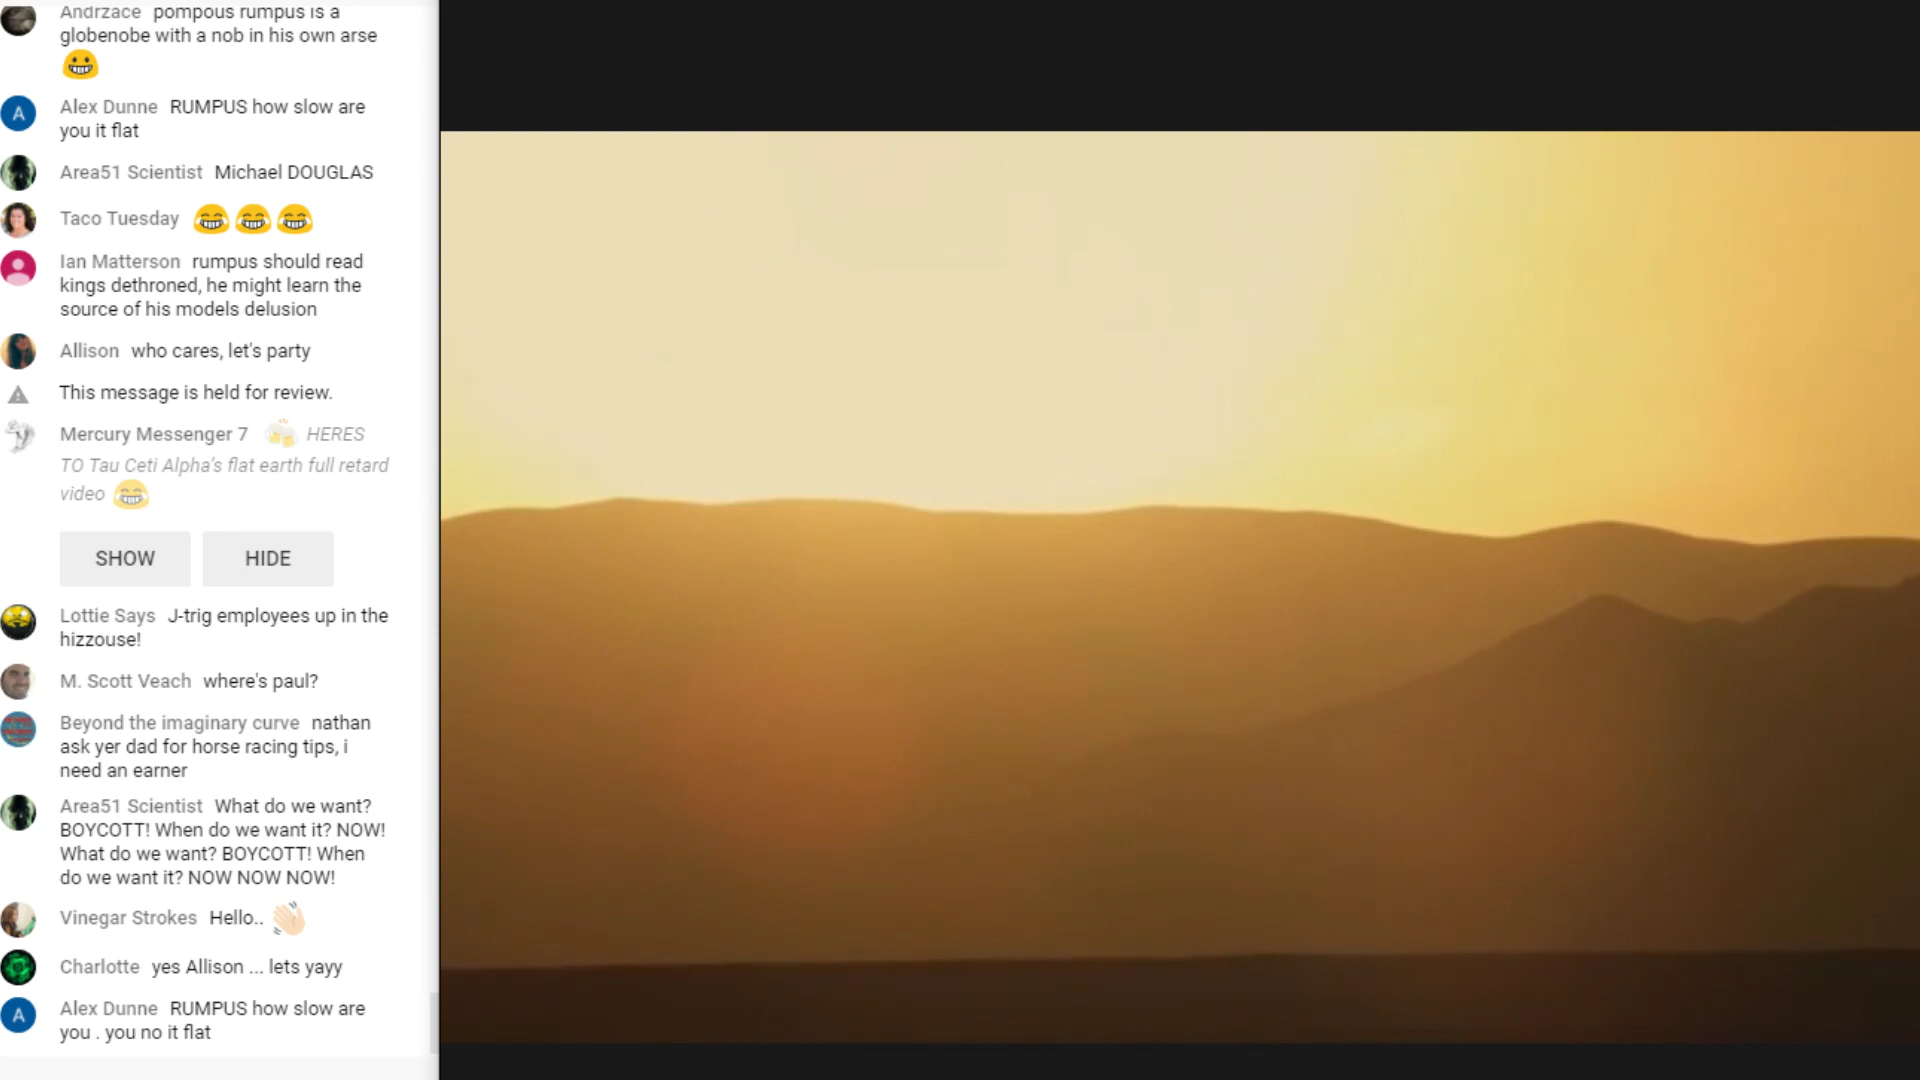 Andrzace pompous rumpus is a
globenobe with a nob in his own arse
A Alex Dunne RUMPUS how slow are
you it flat
Area51 Scientist Michael DOUGLAS
Taco Tuesday
Ian Matterson rumpus should read
kings dethroned, he might learn the
source of his models delusion
Allison who cares, let's party
This message is held for review.
Mercury Messenger 7 HERES
TO Tau Ceti Alpha's flat earth full retard
video
SHOW HIDE
Lottie Says J-trig employees up in the
hizzouse!
M. Scott Veach where's paul?
Beyond the imaginary curve nathan
ask yer dad for horse racing tips, i
need an earner
Area51 Scientist What do we want?
BOYCOTT! When do we want it? NOW!
What do we want? BOYCOTT! When
do we want it? NOW NOW NOW!
Vinegar Strokes Hello..
Charlotte yes Allison ... lets yayy
A Alex Dunne RUMPUS how slow are
you . you no it flat